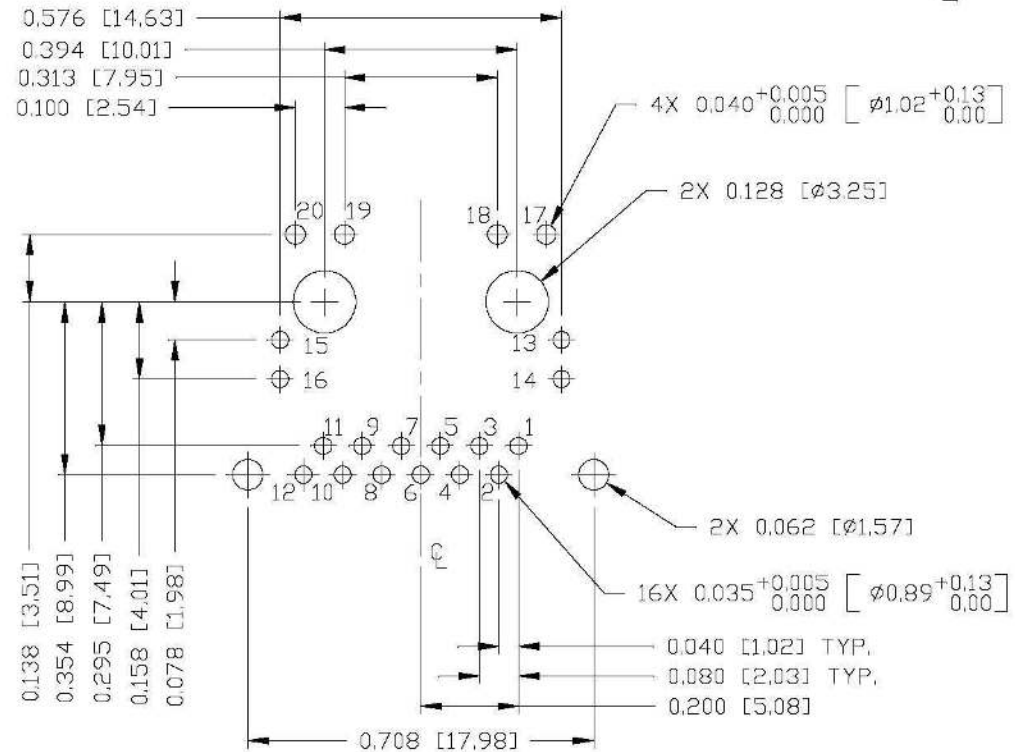 0.576 [14.63]
0.394 [10.01]
0.313 [7.95]
0.100 [2.54]
4X 0.040 +0.005 0.000 [ ø1.02 +0.13 0.00 ]
2X 0.128 [ø3.25]
20 19 18 17
15 13
16 14
11 9 7 5 3 1
12 10 8 6 4 2
2X 0.062 [ø1.57]
℄
16X 0.035 +0.005 0.000 [ ø0.89 +0.13 0.00 ]
0.138 [3.51]
0.354 [8.99]
0.295 [7.49]
0.158 [4.01]
0.078 [1.98]
0.040 [1.02] TYP.
0.080 [2.03] TYP.
0.200 [5.08]
0.708 [17.98]